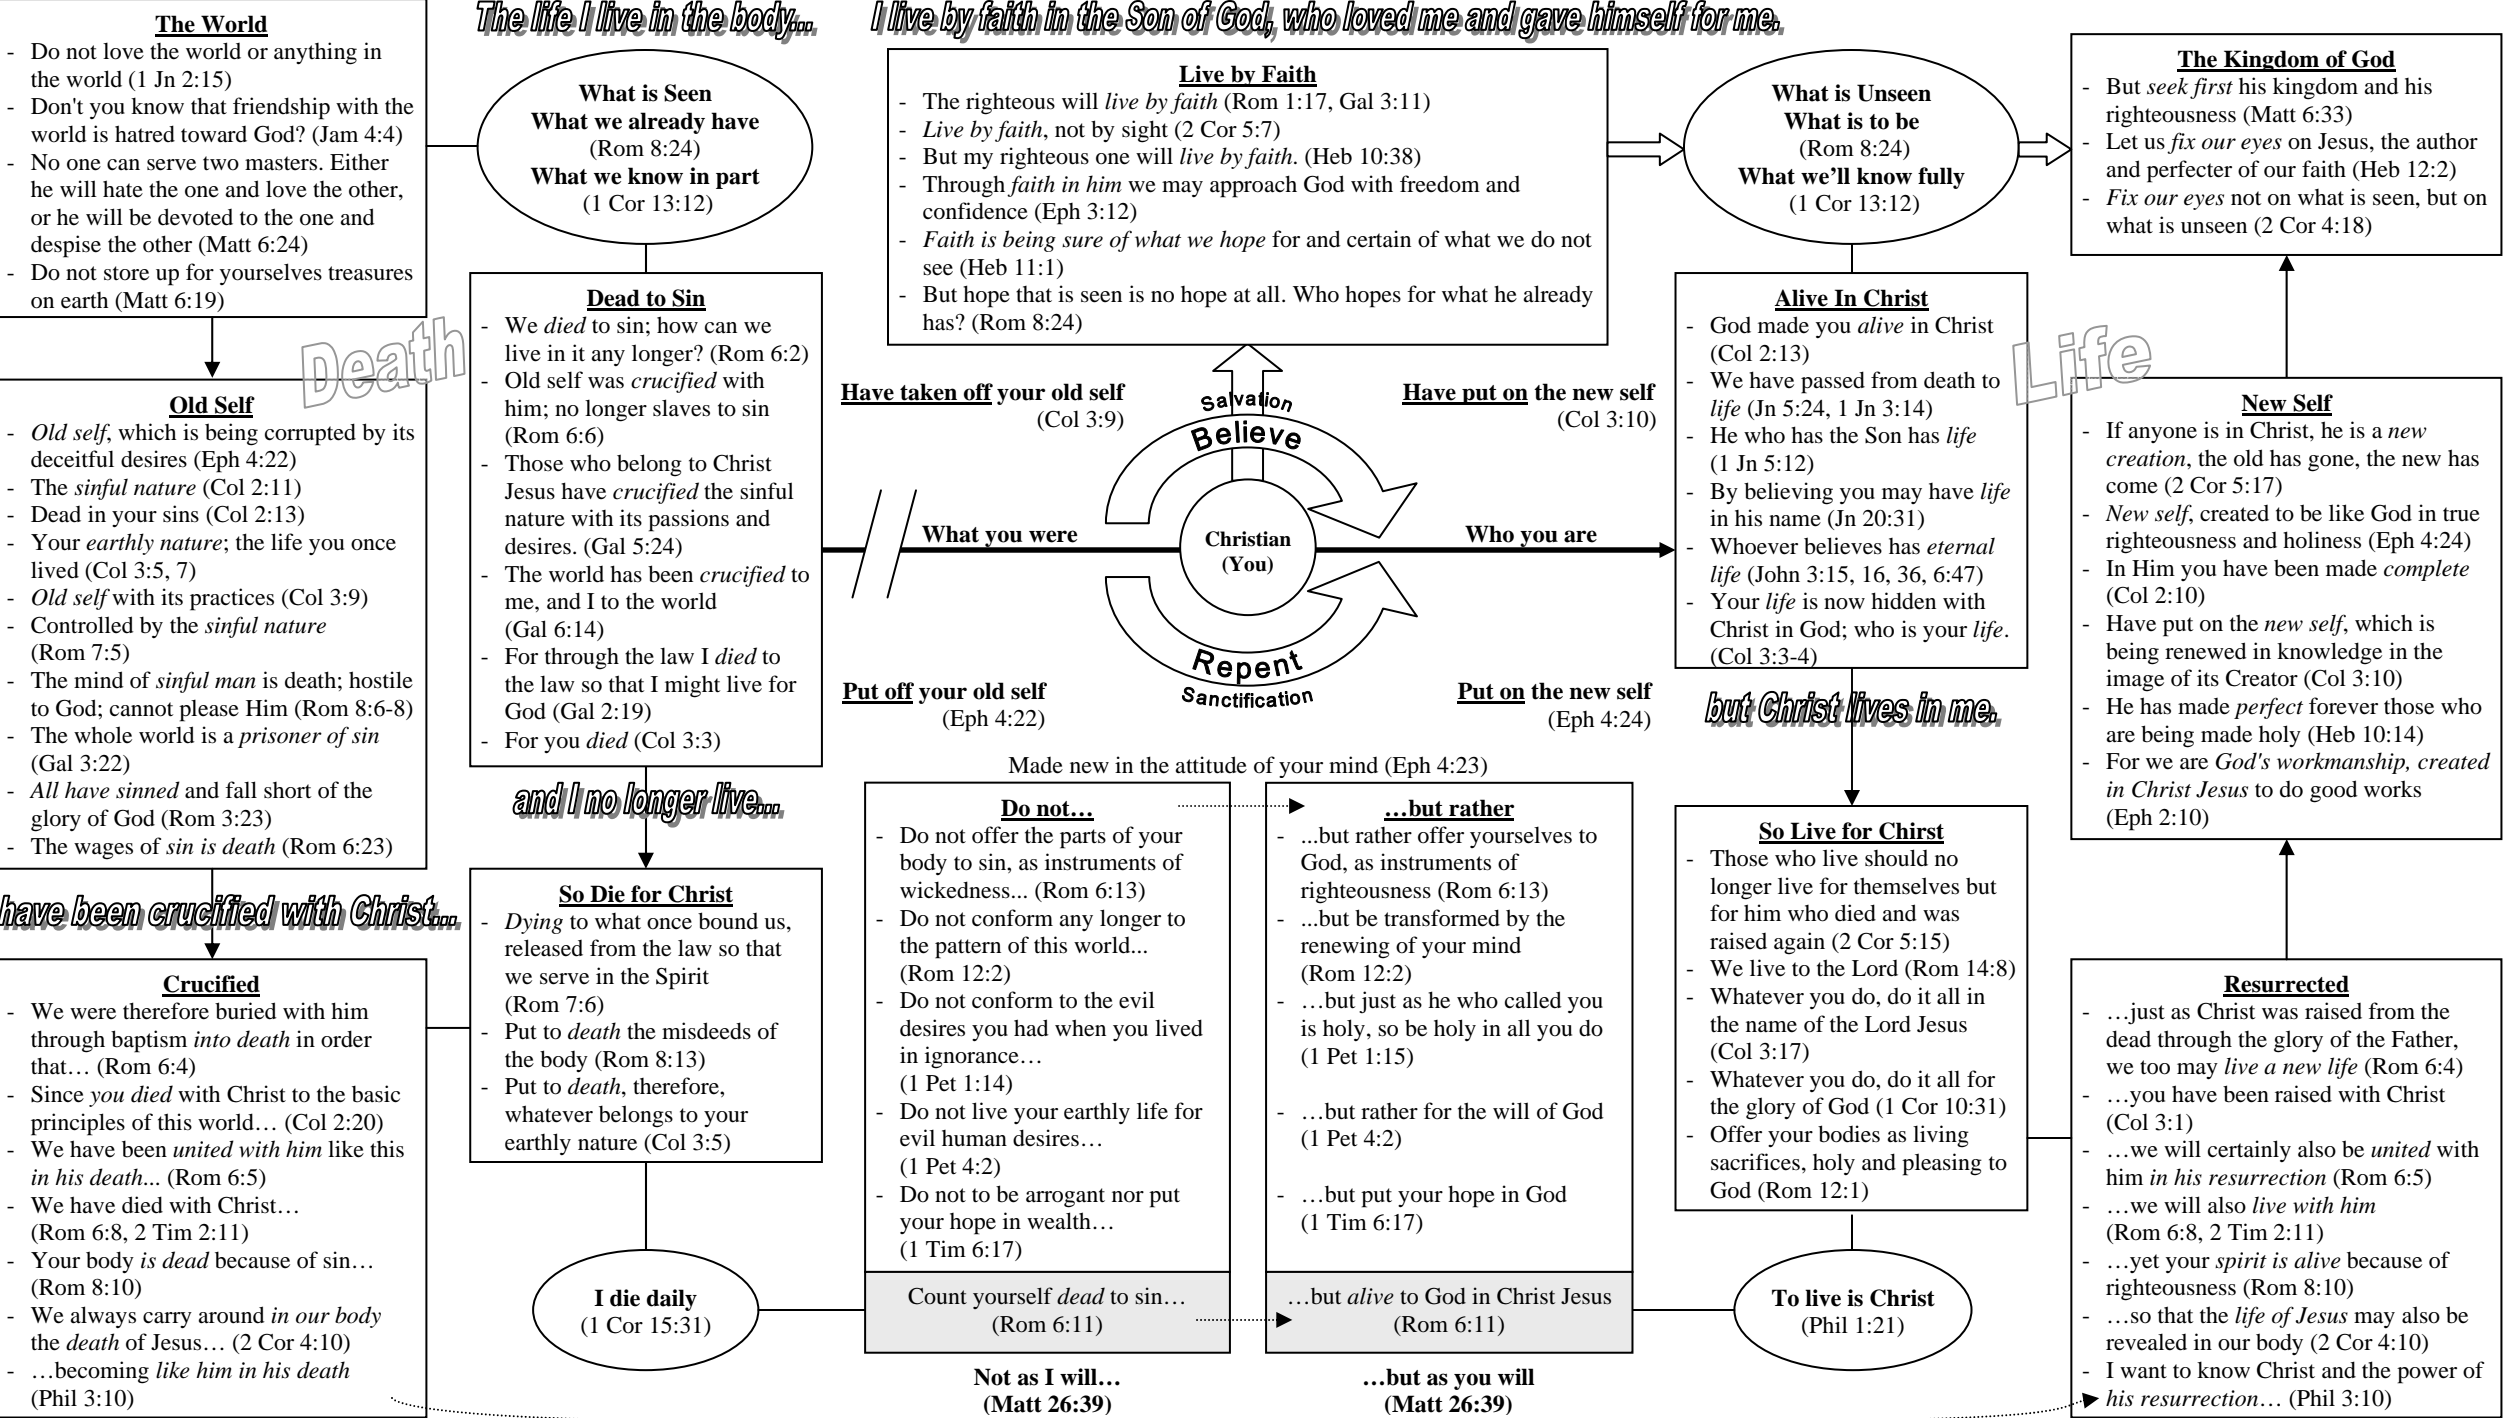 The World
- Do not love the world or anything in
the world (1 Jn 2:15)
- Don't you know that friendship with the
world is hatred toward God? (Jam 4:4)
- No one can serve two masters. Either
he will hate the one and love the other,
or he will be devoted to the one and
despise the other (Matt 6:24)
- Do not store up for yourselves treasures
on earth (Matt 6:19)
Death
Old Self
- Old self, which is being corrupted by its
deceitful desires (Eph 4:22)
- The sinful nature (Col 2:11)
- Dead in your sins (Col 2:13)
- Your earthly nature; the life you once
lived (Col 3:5, 7)
- Old self with its practices (Col 3:9)
- Controlled by the sinful nature
(Rom 7:5)
- The mind of sinful man is death; hostile
to God; cannot please Him (Rom 8:6-8)
- The whole world is a prisoner of sin
(Gal 3:22)
- All have sinned and fall short of the
glory of God (Rom 3:23)
- The wages of sin is death (Rom 6:23)
have been crucified with Christ...
Crucified
- We were therefore buried with him
through baptism into death in order
that… (Rom 6:4)
- Since you died with Christ to the basic
principles of this world… (Col 2:20)
- We have been united with him like this
in his death... (Rom 6:5)
- We have died with Christ…
(Rom 6:8, 2 Tim 2:11)
- Your body is dead because of sin…
(Rom 8:10)
- We always carry around in our body
the death of Jesus… (2 Cor 4:10)
- …becoming like him in his death
(Phil 3:10)
The life I live in the body...
What is Seen
What we already have
(Rom 8:24)
What we know in part
(1 Cor 13:12)
Dead to Sin
- We died to sin; how can we
live in it any longer? (Rom 6:2)
- Old self was crucified with
him; no longer slaves to sin
(Rom 6:6)
- Those who belong to Christ
Jesus have crucified the sinful
nature with its passions and
desires. (Gal 5:24)
- The world has been crucified to
me, and I to the world
(Gal 6:14)
- For through the law I died to
the law so that I might live for
God (Gal 2:19)
- For you died (Col 3:3)
and I no longer live...
So Die for Christ
- Dying to what once bound us,
released from the law so that
we serve in the Spirit
(Rom 7:6)
- Put to death the misdeeds of
the body (Rom 8:13)
- Put to death, therefore,
whatever belongs to your
earthly nature (Col 3:5)
I die daily
(1 Cor 15:31)
I live by faith in the Son of God, who loved me and gave himself for me.
Live by Faith
- The righteous will live by faith (Rom 1:17, Gal 3:11)
- Live by faith, not by sight (2 Cor 5:7)
- But my righteous one will live by faith. (Heb 10:38)
- Through faith in him we may approach God with freedom and
confidence (Eph 3:12)
- Faith is being sure of what we hope for and certain of what we do not
see (Heb 11:1)
- But hope that is seen is no hope at all. Who hopes for what he already
has? (Rom 8:24)
Have taken off your old self
(Col 3:9)
Have put on the new self
(Col 3:10)
Salvation
Believe
What you were
Christian
(You)
Who you are
Repent
Sanctification
Put off your old self
(Eph 4:22)
Put on the new self
(Eph 4:24)
Made new in the attitude of your mind (Eph 4:23)
Do not…
- Do not offer the parts of your
body to sin, as instruments of
wickedness... (Rom 6:13)
- Do not conform any longer to
the pattern of this world...
(Rom 12:2)
- Do not conform to the evil
desires you had when you lived
in ignorance…
(1 Pet 1:14)
- Do not live your earthly life for
evil human desires…
(1 Pet 4:2)
- Do not to be arrogant nor put
your hope in wealth…
(1 Tim 6:17)
Count yourself dead to sin…
(Rom 6:11)
Not as I will…
(Matt 26:39)
…but rather
- ...but rather offer yourselves to
God, as instruments of
righteousness (Rom 6:13)
- ...but be transformed by the
renewing of your mind
(Rom 12:2)
- …but just as he who called you
is holy, so be holy in all you do
(1 Pet 1:15)
- …but rather for the will of God
(1 Pet 4:2)
- …but put your hope in God
(1 Tim 6:17)
…but alive to God in Christ Jesus
(Rom 6:11)
…but as you will
(Matt 26:39)
What is Unseen
What is to be
(Rom 8:24)
What we’ll know fully
(1 Cor 13:12)
Alive In Christ
- God made you alive in Christ
(Col 2:13)
- We have passed from death to
life (Jn 5:24, 1 Jn 3:14)
- He who has the Son has life
(1 Jn 5:12)
- By believing you may have life
in his name (Jn 20:31)
- Whoever believes has eternal
life (John 3:15, 16, 36, 6:47)
- Your life is now hidden with
Christ in God; who is your life.
(Col 3:3-4)
but Christ lives in me.
So Live for Chirst
- Those who live should no
longer live for themselves but
for him who died and was
raised again (2 Cor 5:15)
- We live to the Lord (Rom 14:8)
- Whatever you do, do it all in
the name of the Lord Jesus
(Col 3:17)
- Whatever you do, do it all for
the glory of God (1 Cor 10:31)
- Offer your bodies as living
sacrifices, holy and pleasing to
God (Rom 12:1)
To live is Christ
(Phil 1:21)
The Kingdom of God
- But seek first his kingdom and his
righteousness (Matt 6:33)
- Let us fix our eyes on Jesus, the author
and perfecter of our faith (Heb 12:2)
- Fix our eyes not on what is seen, but on
what is unseen (2 Cor 4:18)
Life
New Self
- If anyone is in Christ, he is a new
creation, the old has gone, the new has
come (2 Cor 5:17)
- New self, created to be like God in true
righteousness and holiness (Eph 4:24)
- In Him you have been made complete
(Col 2:10)
- Have put on the new self, which is
being renewed in knowledge in the
image of its Creator (Col 3:10)
- He has made perfect forever those who
are being made holy (Heb 10:14)
- For we are God's workmanship, created
in Christ Jesus to do good works
(Eph 2:10)
Resurrected
- …just as Christ was raised from the
dead through the glory of the Father,
we too may live a new life (Rom 6:4)
- …you have been raised with Christ
(Col 3:1)
- …we will certainly also be united with
him in his resurrection (Rom 6:5)
- …we will also live with him
(Rom 6:8, 2 Tim 2:11)
- …yet your spirit is alive because of
righteousness (Rom 8:10)
- …so that the life of Jesus may also be
revealed in our body (2 Cor 4:10)
- I want to know Christ and the power of
his resurrection… (Phil 3:10)